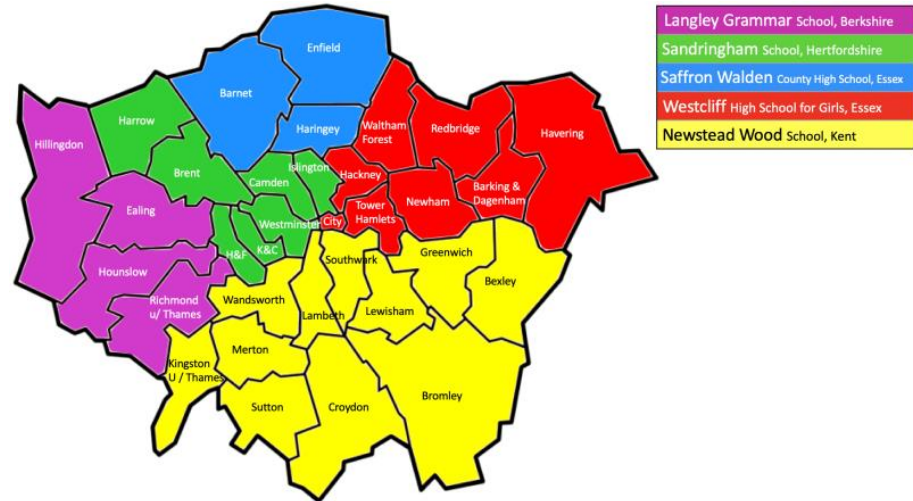 Langley Grammar School, Berkshire
Sandringham School, Hertfordshire
Saffron Walden County High School, Essex
Westcliff High School for Girls, Essex
Newstead Wood School, Kent
Enfield
Barnet
Haringey
Harrow
Hillingdon
Waltham
Forest
Redbridge
Havering
Brent
Camden
Islington
Hackney
Barking &
Dagenham
Ealing
Tower
Hamlets
Newham
Westminster
City
H&F
K&C
Hounslow
Southwark
Greenwich
Bexley
Richmond
u/ Thames
Wandsworth
Lambeth
Lewisham
Merton
Kingston
U / Thames
Sutton
Croydon
Bromley